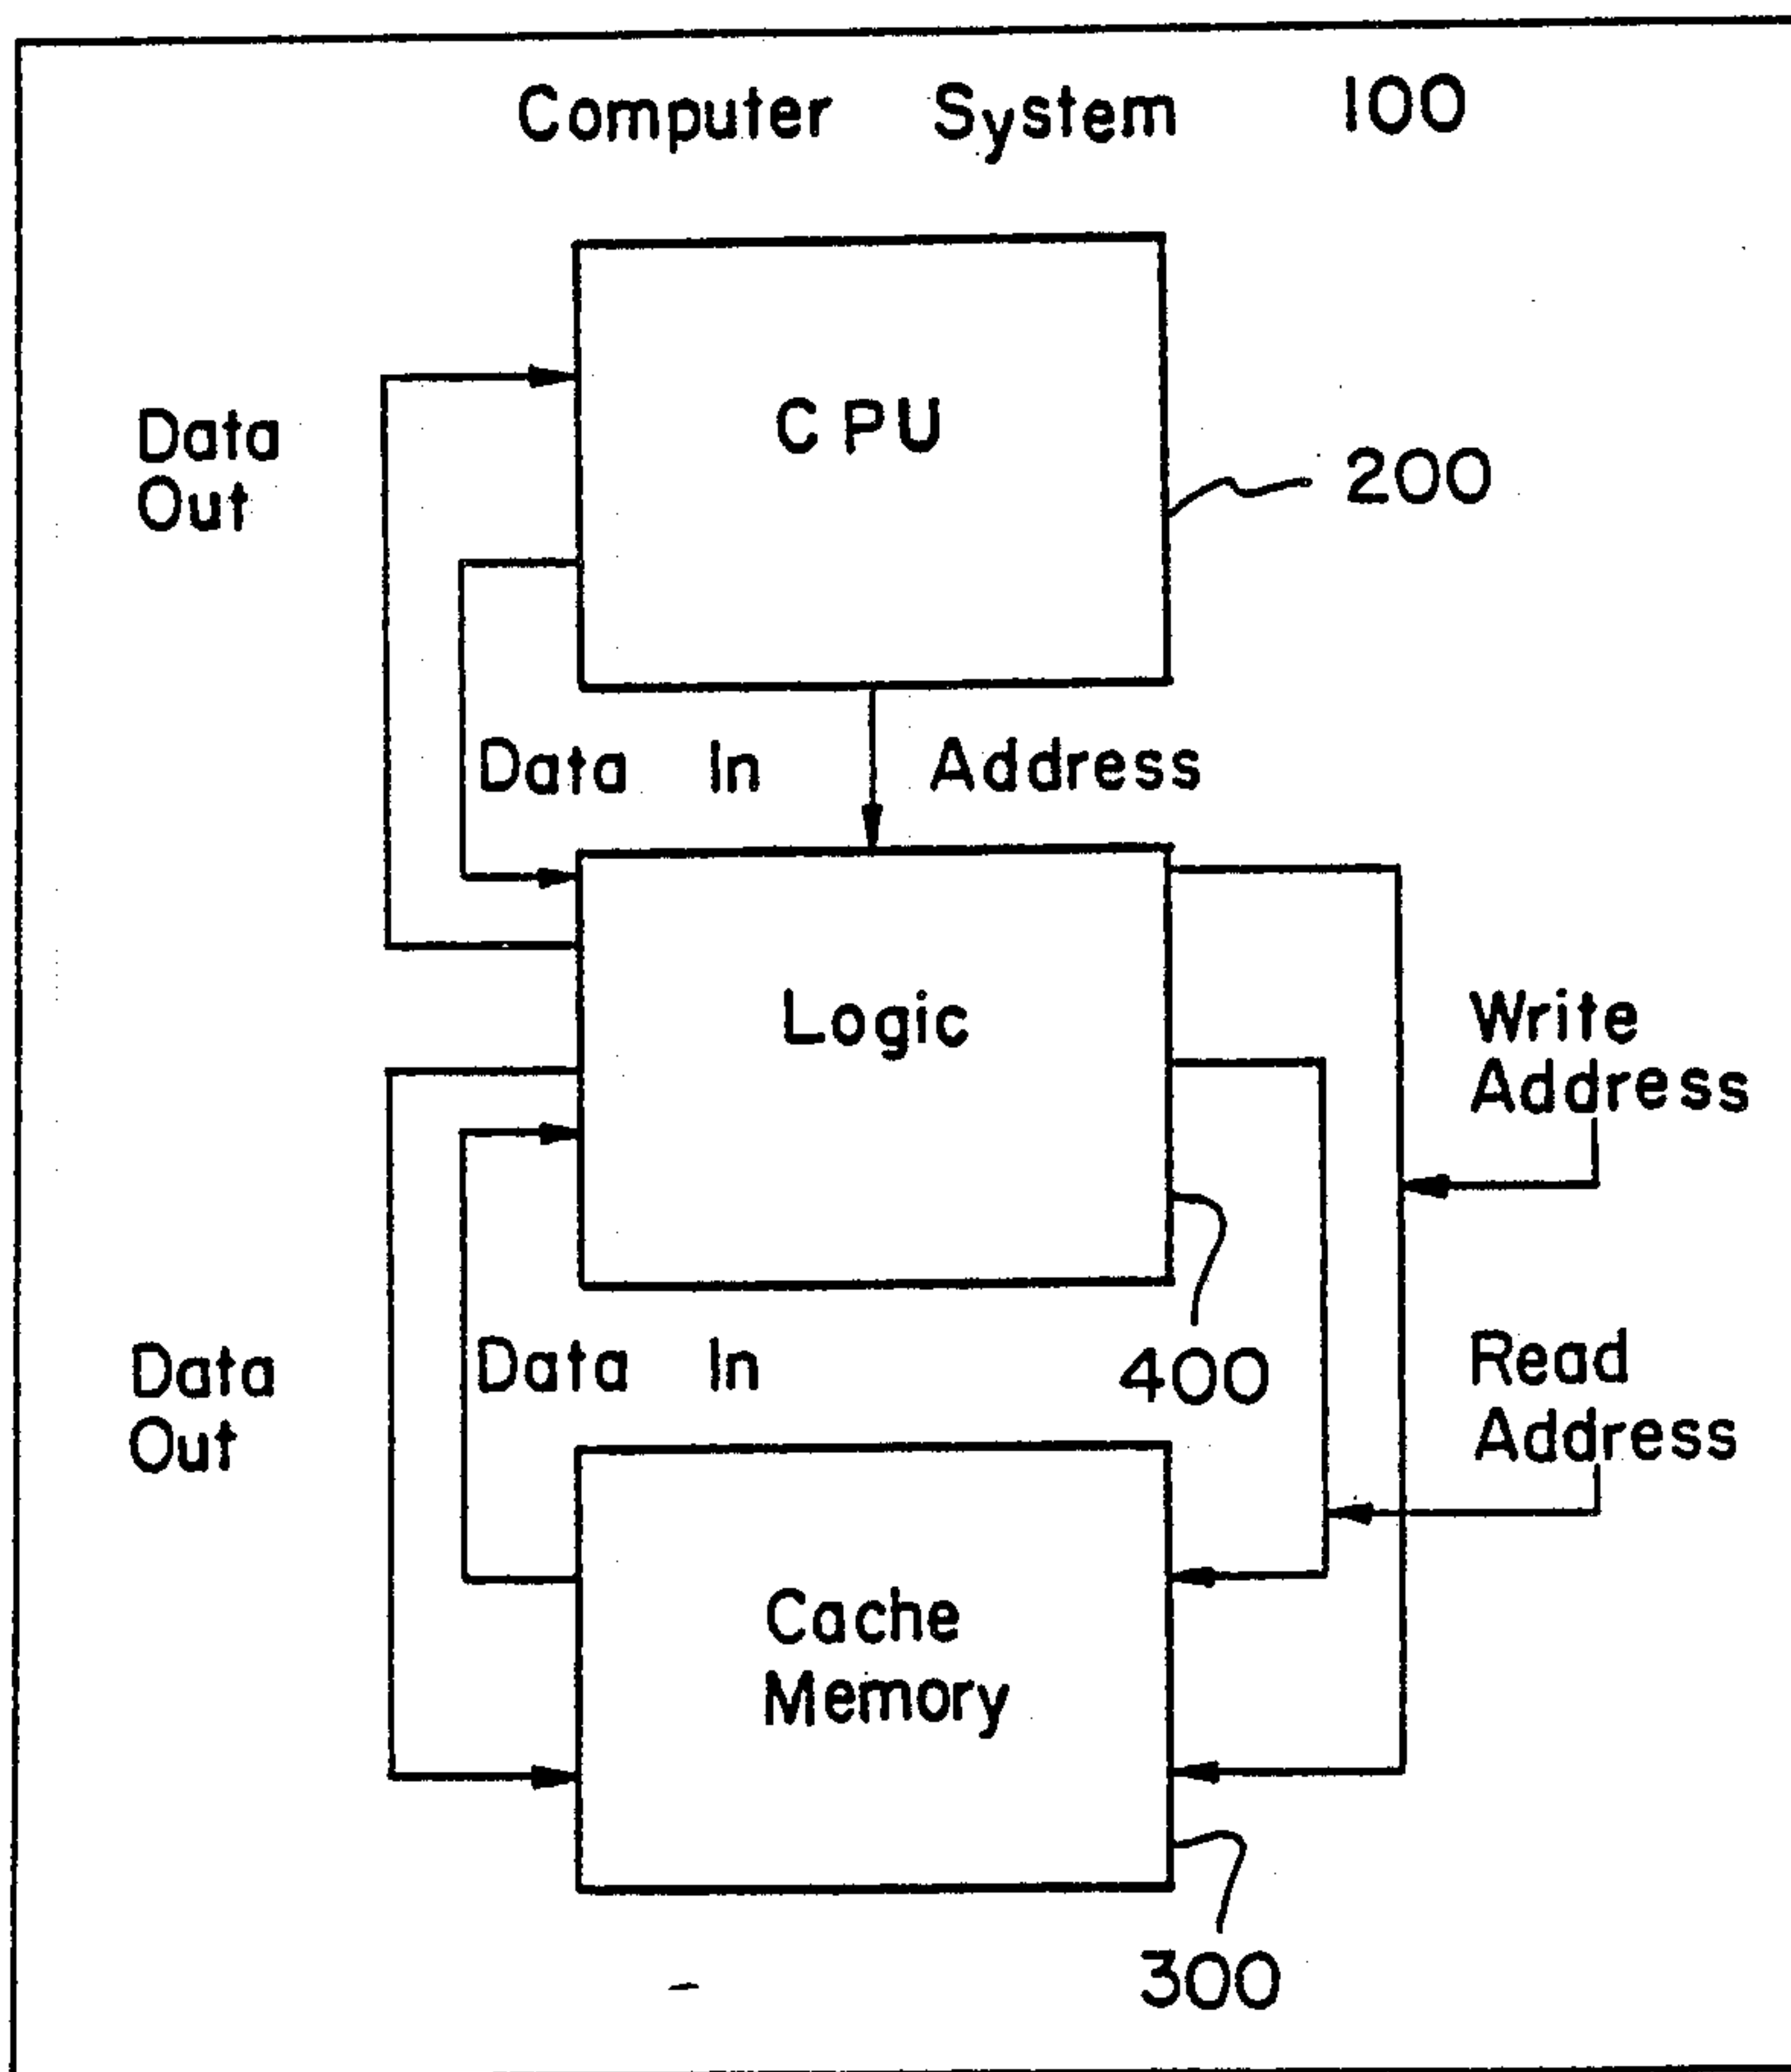 Computer System 100
CPU
Data
Out
200
Data In
Address
Logic
Write
Address
Data
Out
Data In
400
Read
Address
Cache
Memory
300